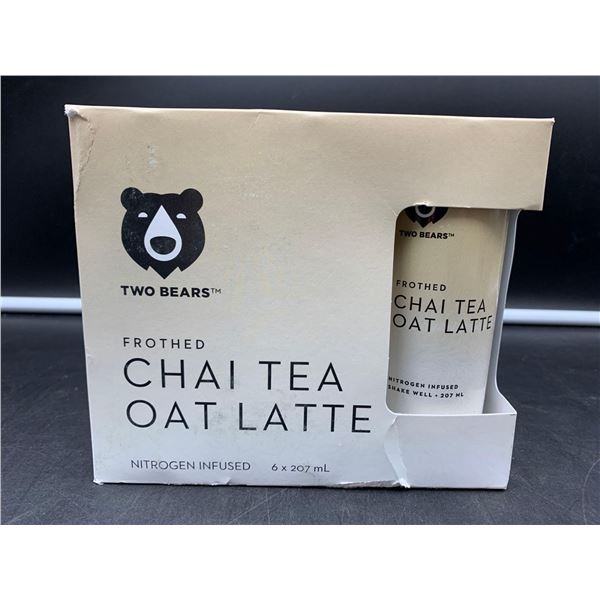 TWO BEARS™
FROTHED
CHAI TEA
OAT LATTE
NITROGEN INFUSED 6 x 207 mL
TWO BEARS™
FROTHED
CHAI TEA
OAT LATTE
NITROGEN INFUSED
SHAKE WELL • 207 ML